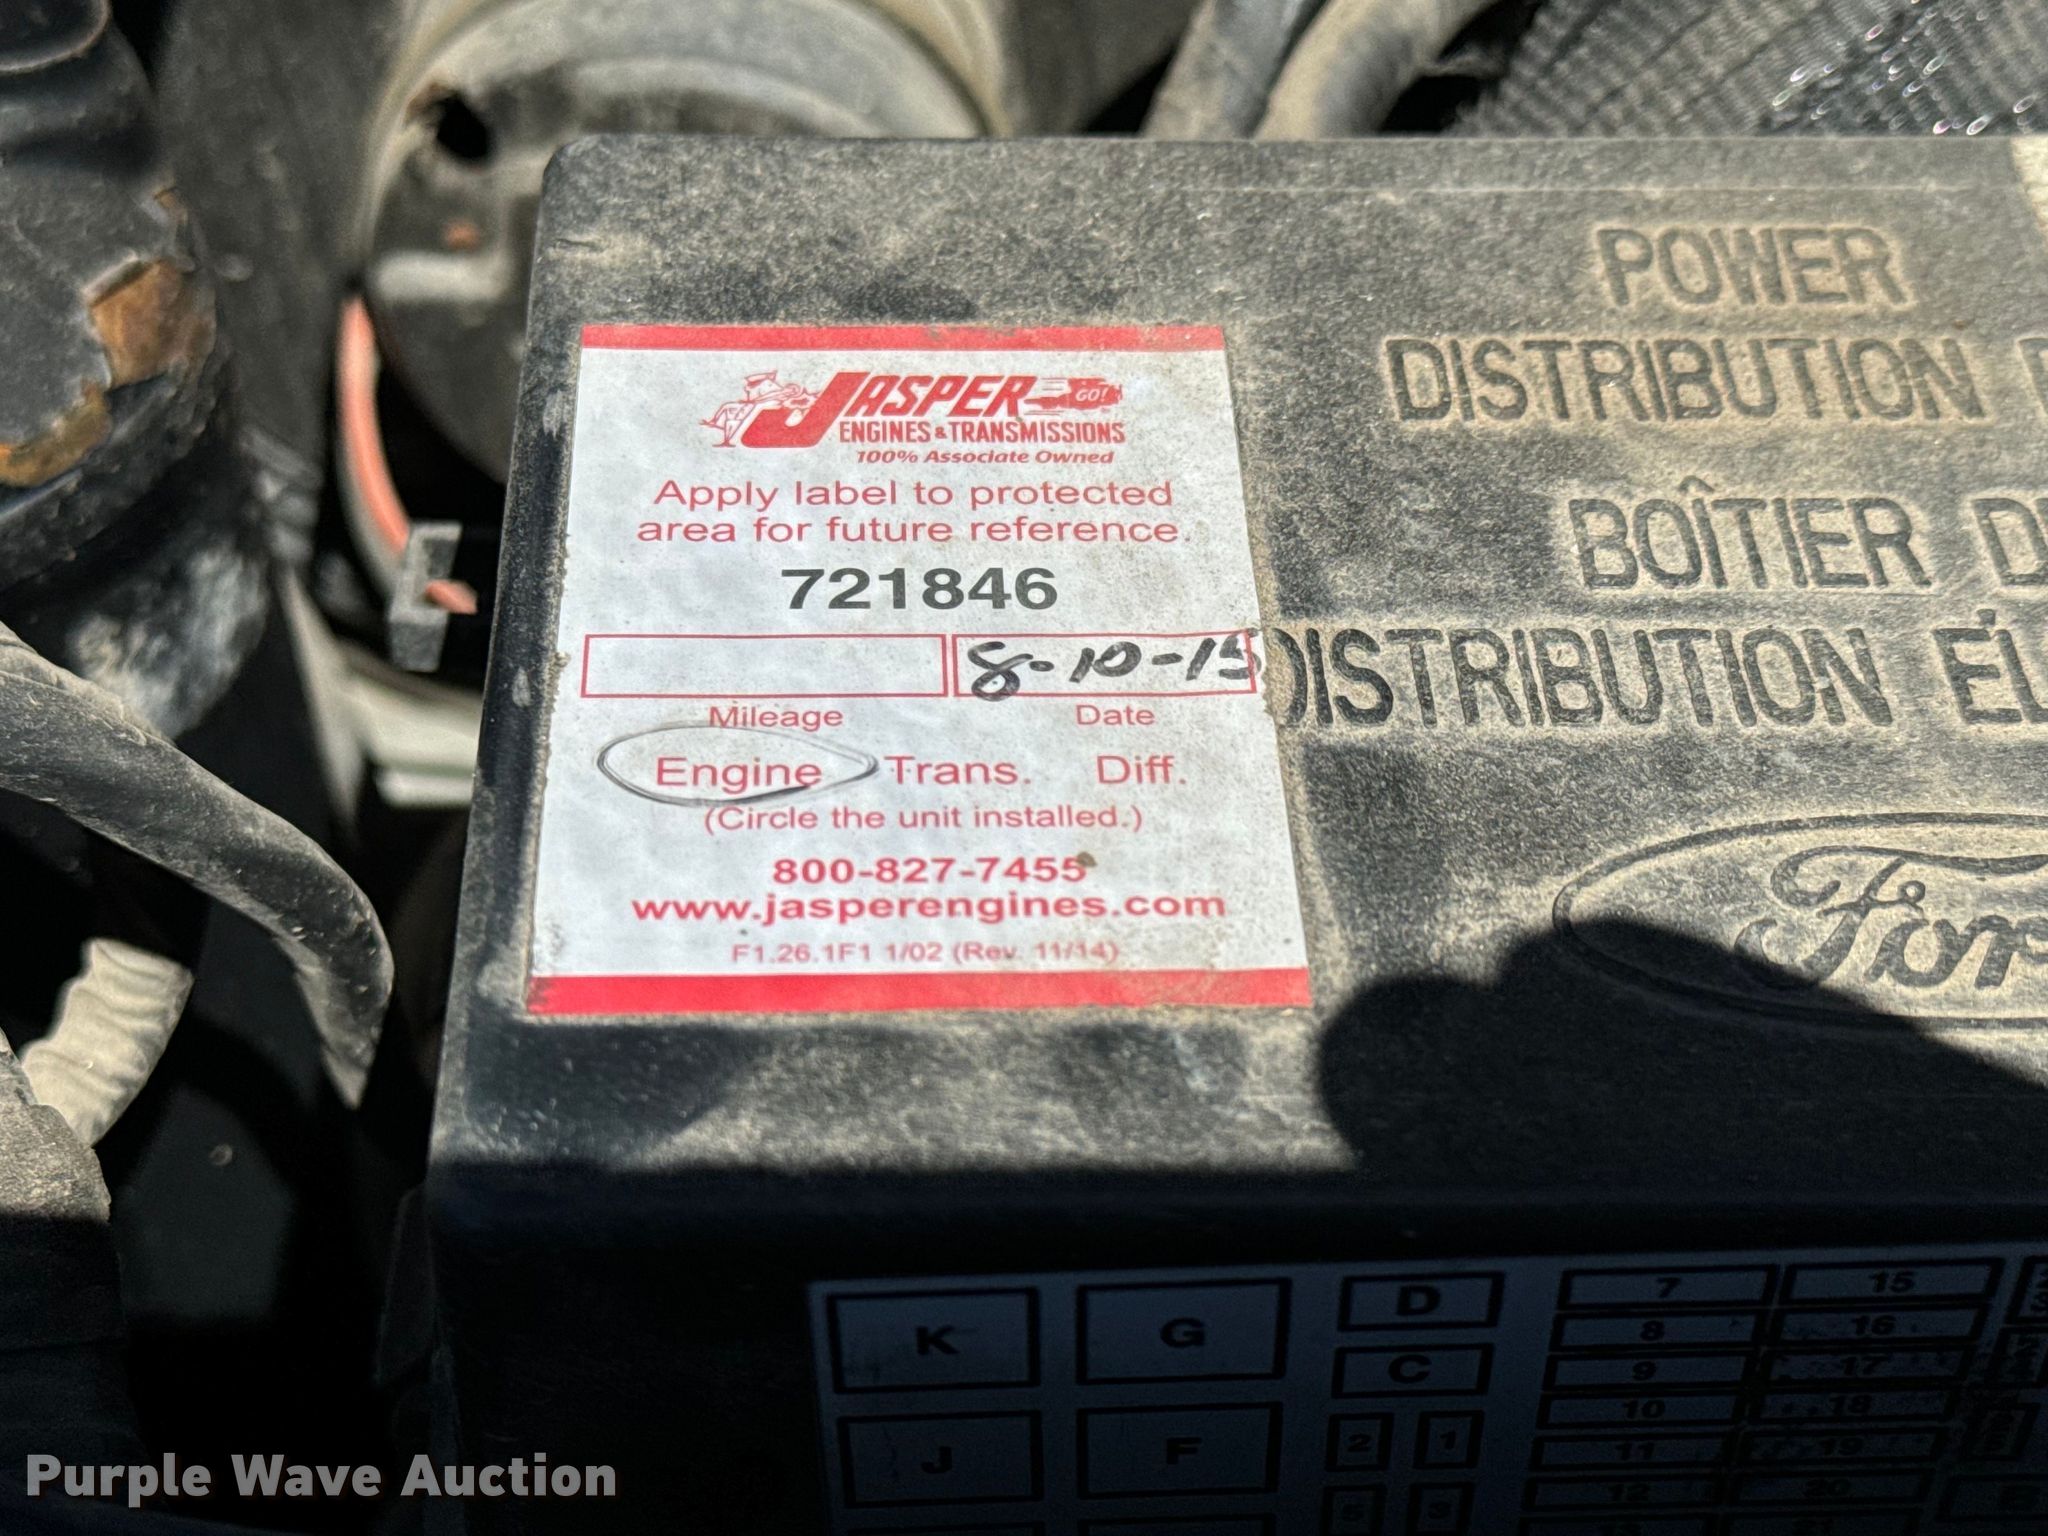 JASPER GO!
ENGINES & TRANSMISSIONS
100% Associate Owned
Apply label to protected
area for future reference.
721846
8-10-15
Mileage Date
Engine Trans. Diff.
(Circle the unit installed.)
800-827-7455
www.jasperengines.com
F1.26.1F1 1/02 (Rev. 11/14)
POWER
DISTRIBUTION
BOÎTIER
DISTRIBUTION
K G D 7 15
8 16
C 9 17
10 18
J F 2 1 11 19
12 20
5 3
Purple Wave Auction